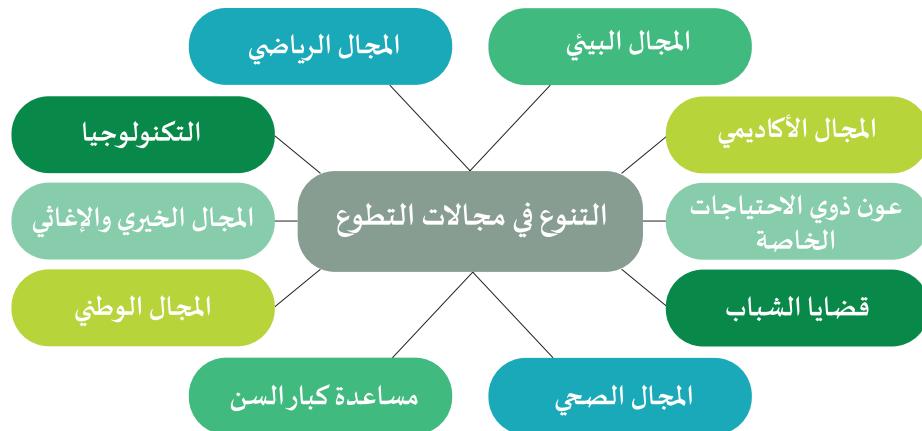 المجال البيئي
المجال الرياضي
المجال الأكاديمي
التكنولوجيا
التنوع في مجالات التطوع
عون ذوي الاحتياجات
الخاصة
المجال الخيري والإغاثي
قضايا الشباب
المجال الوطني
المجال الصحي
مساعدة كبار السن